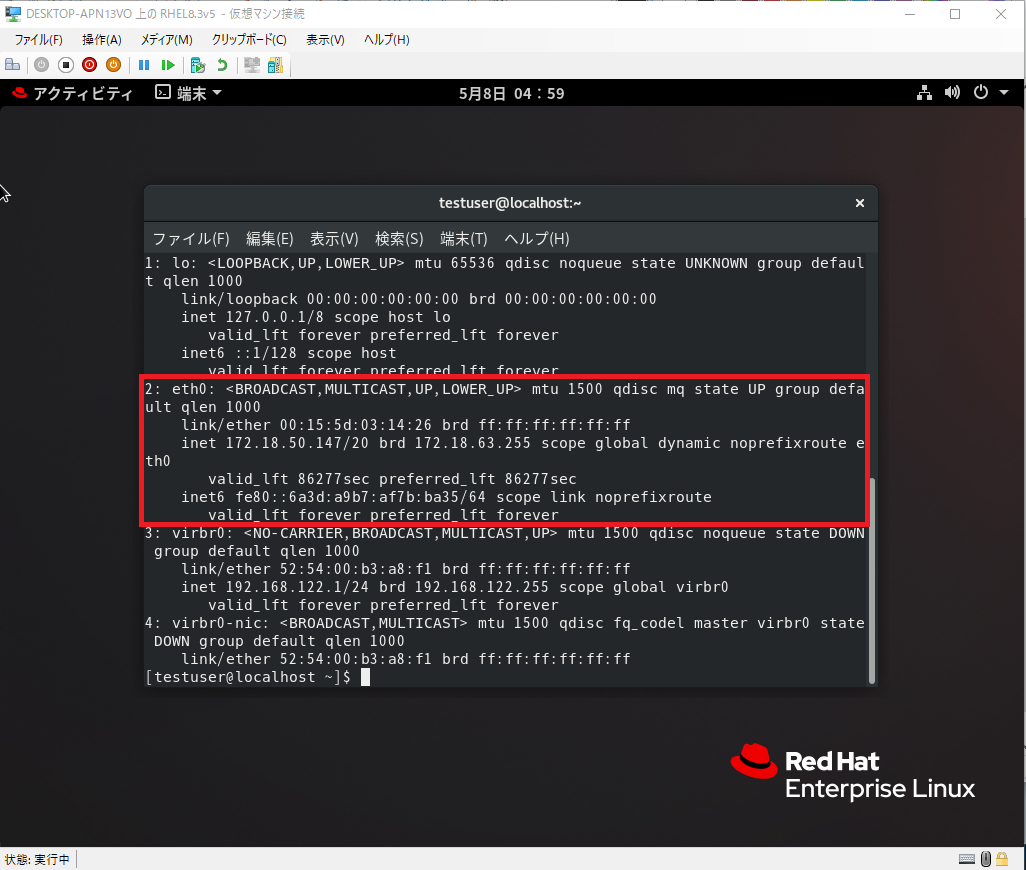 DESKTOP-APN13VO 上の RHEL8.3v5 - 仮想マシン接続
ファイル(F) 操作(A) メディア(M) クリップボード(C) 表示(V) ヘルプ(H)
アクティビティ 端末 5月8日 04：59
testuser@localhost:~
ファイル(F) 編集(E) 表示(V) 検索(S) 端末(T) ヘルプ(H)
1: lo: <LOOPBACK,UP,LOWER_UP> mtu 65536 qdisc noqueue state UNKNOWN group defaul
t qlen 1000
    link/loopback 00:00:00:00:00:00 brd 00:00:00:00:00:00
    inet 127.0.0.1/8 scope host lo
       valid_lft forever preferred_lft forever
    inet6 ::1/128 scope host
       valid_lft forever preferred_lft forever
2: eth0: <BROADCAST,MULTICAST,UP,LOWER_UP> mtu 1500 qdisc mq state UP group defa
ult qlen 1000
    link/ether 00:15:5d:03:14:26 brd ff:ff:ff:ff:ff:ff
    inet 172.18.50.147/20 brd 172.18.63.255 scope global dynamic noprefixroute e
th0
       valid_lft 86277sec preferred_lft 86277sec
    inet6 fe80::6a3d:a9b7:af7b:ba35/64 scope link noprefixroute
       valid_lft forever preferred_lft forever
3: virbr0: <NO-CARRIER,BROADCAST,MULTICAST,UP> mtu 1500 qdisc noqueue state DOWN
 group default qlen 1000
    link/ether 52:54:00:b3:a8:f1 brd ff:ff:ff:ff:ff:ff
    inet 192.168.122.1/24 brd 192.168.122.255 scope global virbr0
       valid_lft forever preferred_lft forever
4: virbr0-nic: <BROADCAST,MULTICAST> mtu 1500 qdisc fq_codel master virbr0 state
 DOWN group default qlen 1000
    link/ether 52:54:00:b3:a8:f1 brd ff:ff:ff:ff:ff:ff
[testuser@localhost ~]$
Red Hat
Enterprise Linux
状態: 実行中